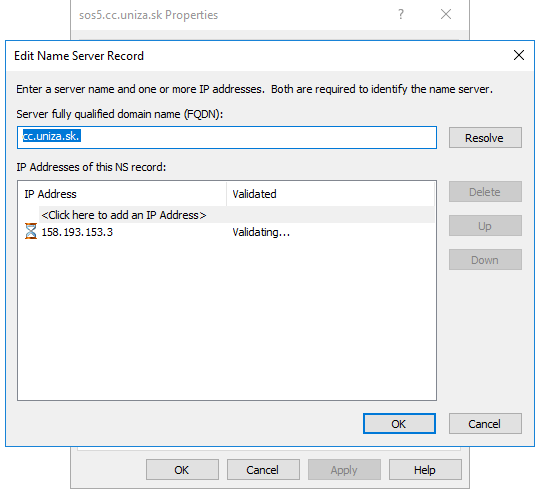 sos5.cc.uniza.sk Properties
Edit Name Server Record
Enter a server name and one or more IP addresses. Both are required to identify the name server.
Server fully qualified domain name (FQDN):
cc.uniza.sk.
Resolve
IP Addresses of this NS record:
IP Address Validated
<Click here to add an IP Address>
158.193.153.3 Validating...
Delete
Up
Down
OK Cancel
OK Cancel Apply Help